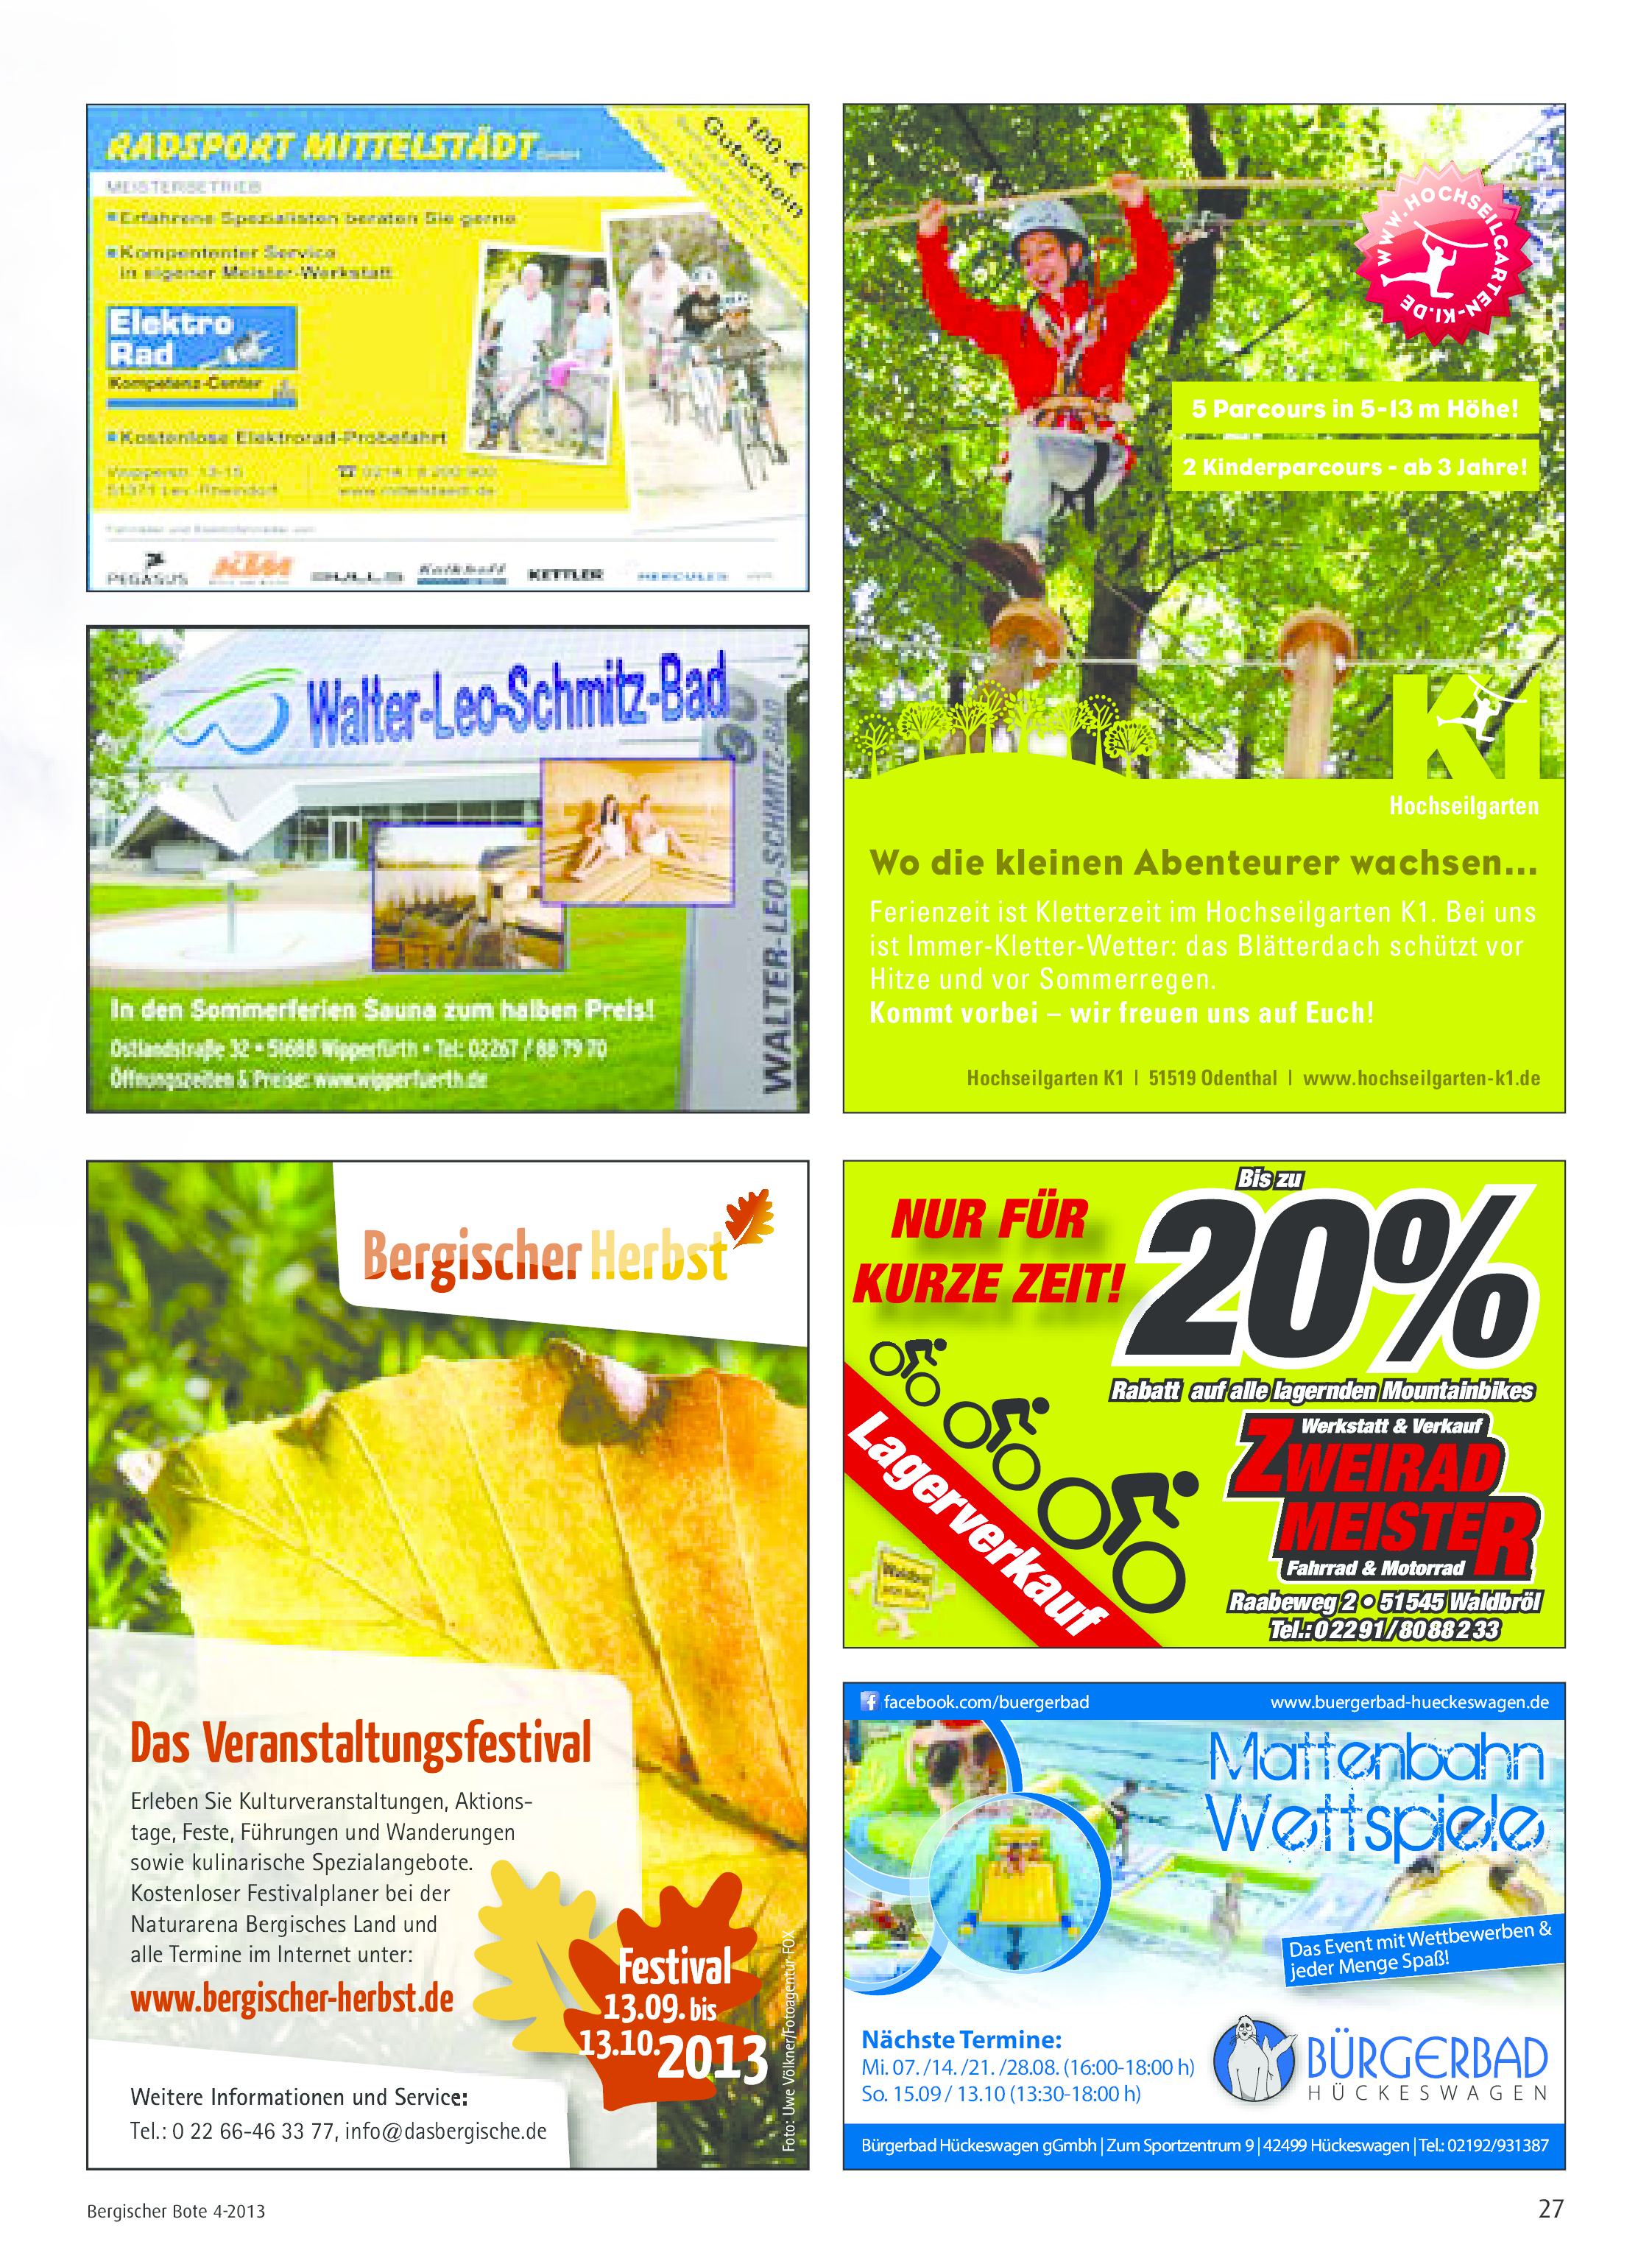 RADSPORT MITTELSTÄDT GmbH
100,-€
Gutschein
MEISTERBETRIEB
Erfahrene Spezialisten beraten Sie gerne
Kompententer Service
in eigener Meister-Werkstatt
Elektro
Rad
Kompetenz-Center
Kostenlose Elektrorad-Probefahrt
51371 Lev.-Rheindorf
www.mittelstaedt.de
PEGASUS KTM BULLS Kalkhoff KETTLER HERCULES
Walter-Leo-Schmitz-Bad
WALTER-LEO-SCHMITZ-BAD
In den Sommerferien Sauna zum halben Preis!
Ostlandstraße 32 • 51688 Wipperfürth • Tel: 02267 / 88 79 70
Öffnungszeiten & Preise: www.wipperfuerth.de
WWW.HOCHSEILGARTEN-K1.DE
5 Parcours in 5-13 m Höhe!
2 Kinderparcours - ab 3 Jahre!
K1
Hochseilgarten
Wo die kleinen Abenteurer wachsen...
Ferienzeit ist Kletterzeit im Hochseilgarten K1. Bei uns
ist Immer-Kletter-Wetter: das Blätterdach schützt vor
Hitze und vor Sommerregen.
Kommt vorbei – wir freuen uns auf Euch!
Hochseilgarten K1 | 51519 Odenthal | www.hochseilgarten-k1.de
Bergischer Herbst
Das Veranstaltungsfestival
Erleben Sie Kulturveranstaltungen, Aktions-
tage, Feste, Führungen und Wanderungen
sowie kulinarische Spezialangebote.
Kostenloser Festivalplaner bei der
Naturarena Bergisches Land und
alle Termine im Internet unter:
www.bergischer-herbst.de
Festival
13.09. bis
13.10.2013
Weitere Informationen und Service:
Tel.: 0 22 66-46 33 77, info@dasbergische.de
Foto: Uwe Völkner/Fotoagentur FOX
NUR FÜR
KURZE ZEIT!
Bis zu
20%
Rabatt auf alle lagernden Mountainbikes
Lagerverkauf
Werkstatt & Verkauf
ZWEIRAD
MEISTER
Fahrrad & Motorrad
Raabeweg 2 • 51545 Waldbröl
Tel.: 0 22 91 / 80 88 2 33
facebook.com/buergerbad
www.buergerbad-hueckeswagen.de
Mattenbahn
Wettspiele
Das Event mit Wettbewerben &
jeder Menge Spaß!
Nächste Termine:
Mi. 07. /14. /21. /28.08. (16:00-18:00 h)
So. 15.09 / 13.10 (13:30-18:00 h)
BÜRGERBAD
HÜCKESWAGEN
Bürgerbad Hückeswagen gGmbh | Zum Sportzentrum 9 | 42499 Hückeswagen | Tel.: 02192/931387
Bergischer Bote 4-2013
27